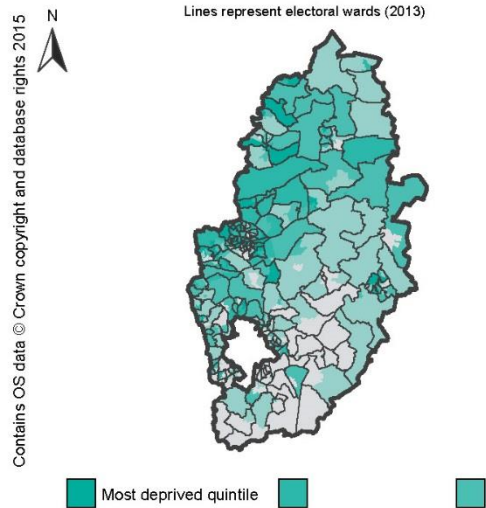 Lines represent electoral wards (2013)
N
Contains OS data © Crown copyright and database rights 2015
Most deprived quintile